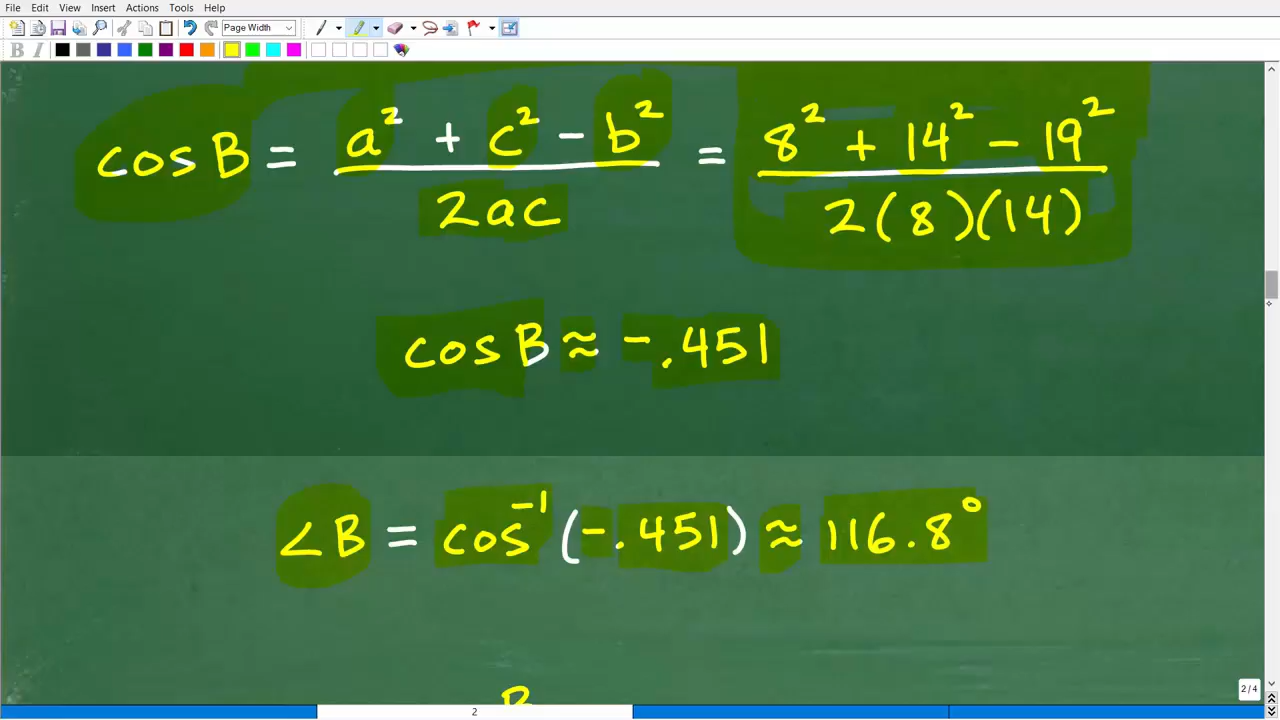 File Edit View Insert Actions Tools Help
Page Width
B I
cos B = a² + c² − b² / 2ac = 8² + 14² − 19² / 2(8)(14)
cos B ≈ −.451
∠B = cos⁻¹(−.451) ≈ 116.8°
B
2/4
2